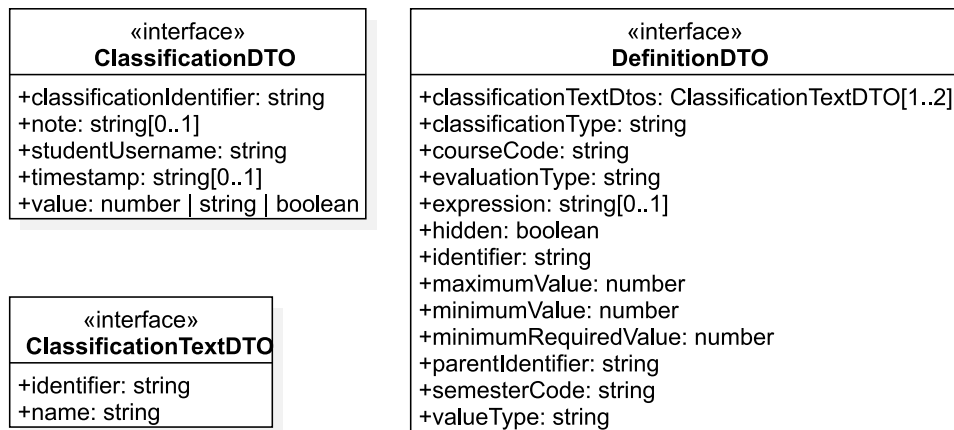 «interface»
ClassificationDTO
+classificationIdentifier: string
+note: string[0..1]
+studentUsername: string
+timestamp: string[0..1]
+value: number | string | boolean
«interface»
ClassificationTextDTO
+identifier: string
+name: string
«interface»
DefinitionDTO
+classificationTextDtos: ClassificationTextDTO[1..2]
+classificationType: string
+courseCode: string
+evaluationType: string
+expression: string[0..1]
+hidden: boolean
+identifier: string
+maximumValue: number
+minimumValue: number
+minimumRequiredValue: number
+parentIdentifier: string
+semesterCode: string
+valueType: string